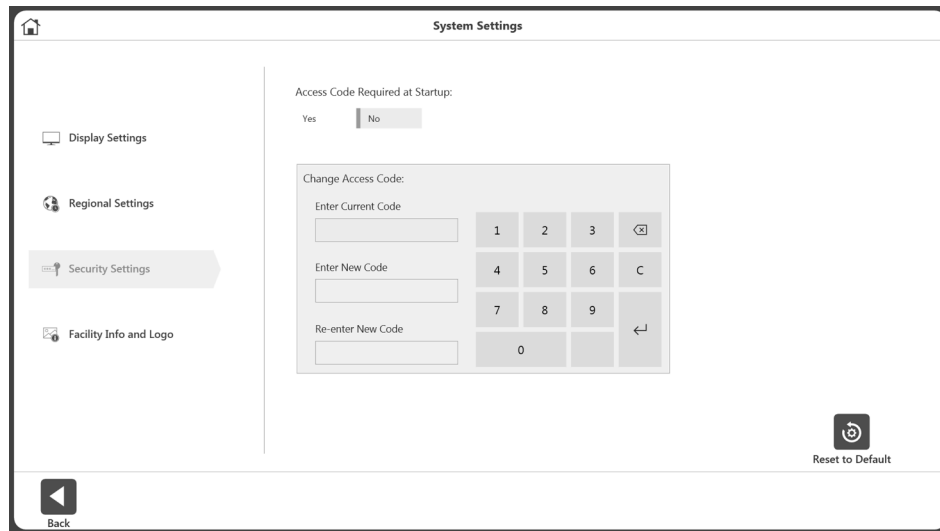 System Settings
Access Code Required at Startup:
Yes No
Display Settings
Regional Settings
Security Settings
Facility Info and Logo
Change Access Code:
Enter Current Code
Enter New Code
Re-enter New Code
1 2 3
4 5 6 C
7 8 9
0
Reset to Default
Back